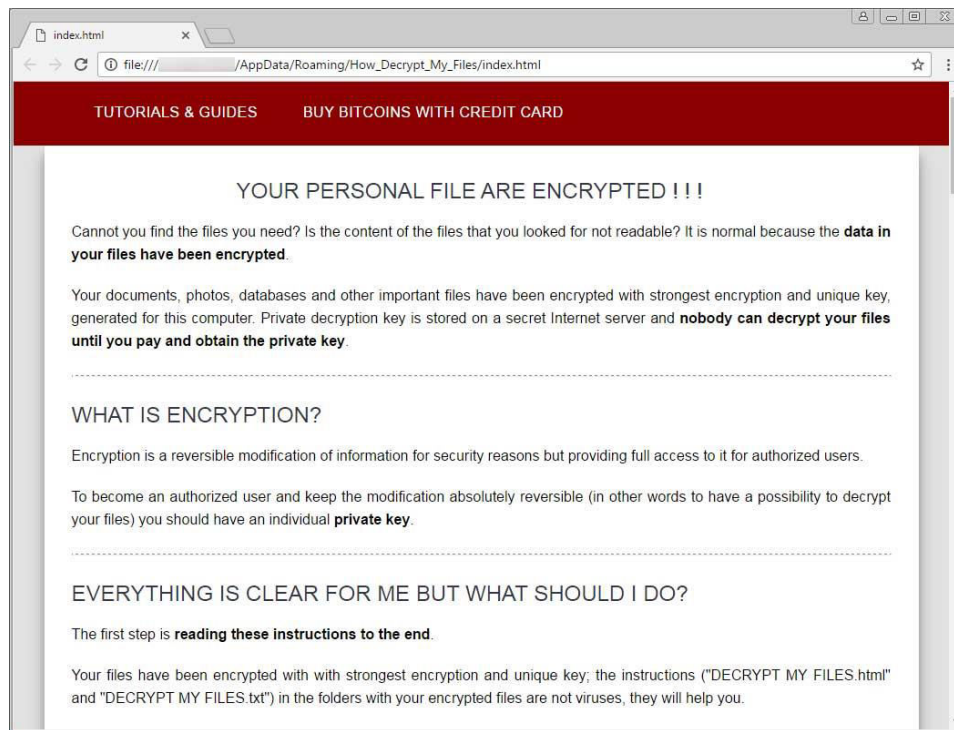 index.html
file:/// /AppData/Roaming/How_Decrypt_My_Files/index.html
TUTORIALS & GUIDES BUY BITCOINS WITH CREDIT CARD
YOUR PERSONAL FILE ARE ENCRYPTED ! ! !
Cannot you find the files you need? Is the content of the files that you looked for not readable? It is normal because the data in
your files have been encrypted.
Your documents, photos, databases and other important files have been encrypted with strongest encryption and unique key,
generated for this computer. Private decryption key is stored on a secret Internet server and nobody can decrypt your files
until you pay and obtain the private key.
WHAT IS ENCRYPTION?
Encryption is a reversible modification of information for security reasons but providing full access to it for authorized users.
To become an authorized user and keep the modification absolutely reversible (in other words to have a possibility to decrypt
your files) you should have an individual private key.
EVERYTHING IS CLEAR FOR ME BUT WHAT SHOULD I DO?
The first step is reading these instructions to the end.
Your files have been encrypted with with strongest encryption and unique key; the instructions ("DECRYPT MY FILES.html"
and "DECRYPT MY FILES.txt") in the folders with your encrypted files are not viruses, they will help you.